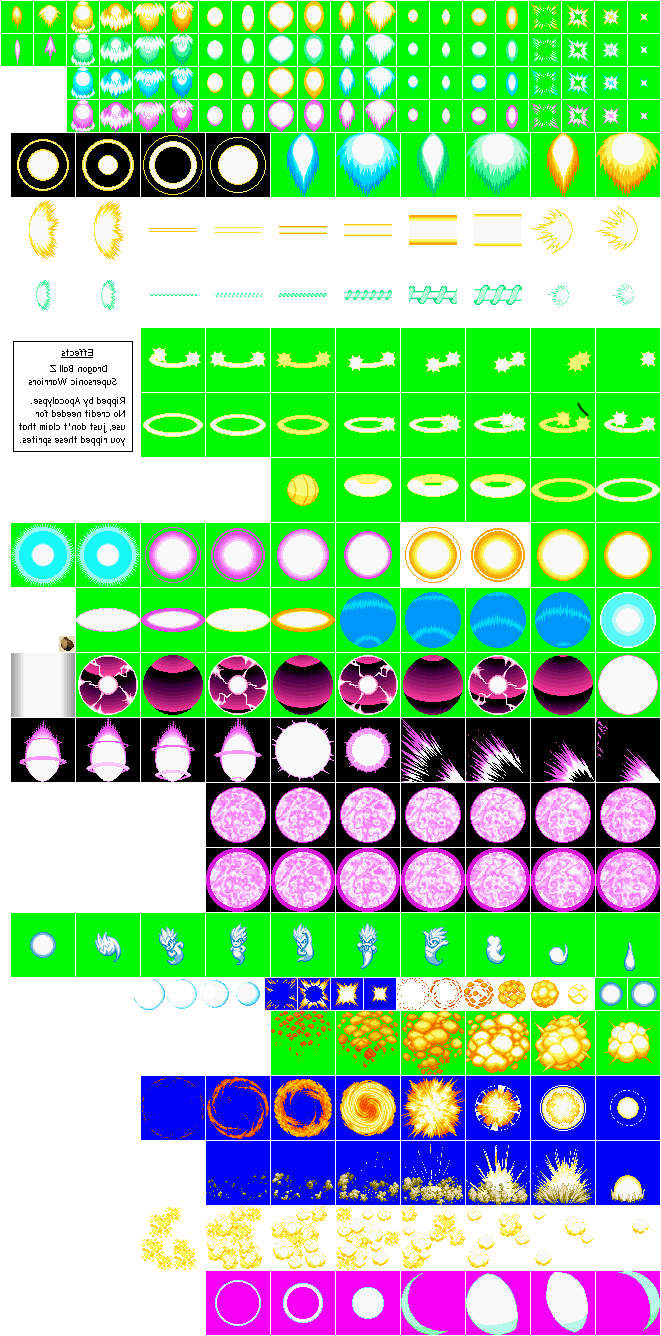 Effects
Dragon Ball Z
Supersonic Warriors
Ripped by Apocalypse.
No credit needed for
use, just don't claim that
you ripped these sprites.